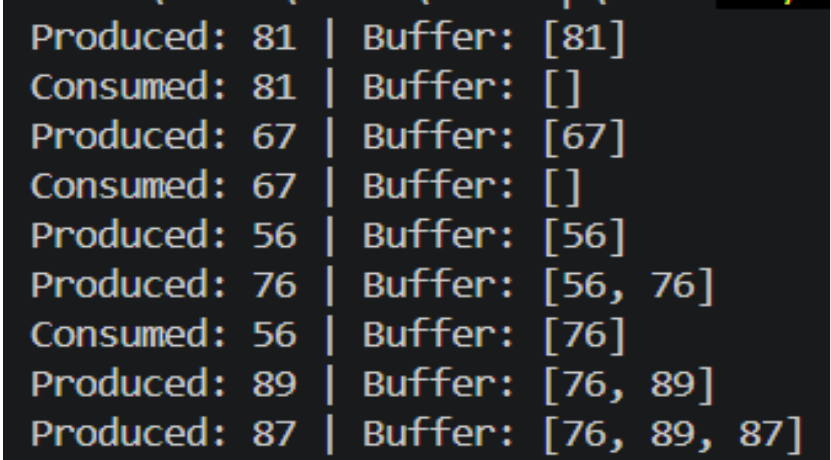 Produced: 81 | Buffer: [81]
Consumed: 81 | Buffer: []
Produced: 67 | Buffer: [67]
Consumed: 67 | Buffer: []
Produced: 56 | Buffer: [56]
Produced: 76 | Buffer: [56, 76]
Consumed: 56 | Buffer: [76]
Produced: 89 | Buffer: [76, 89]
Produced: 87 | Buffer: [76, 89, 87]